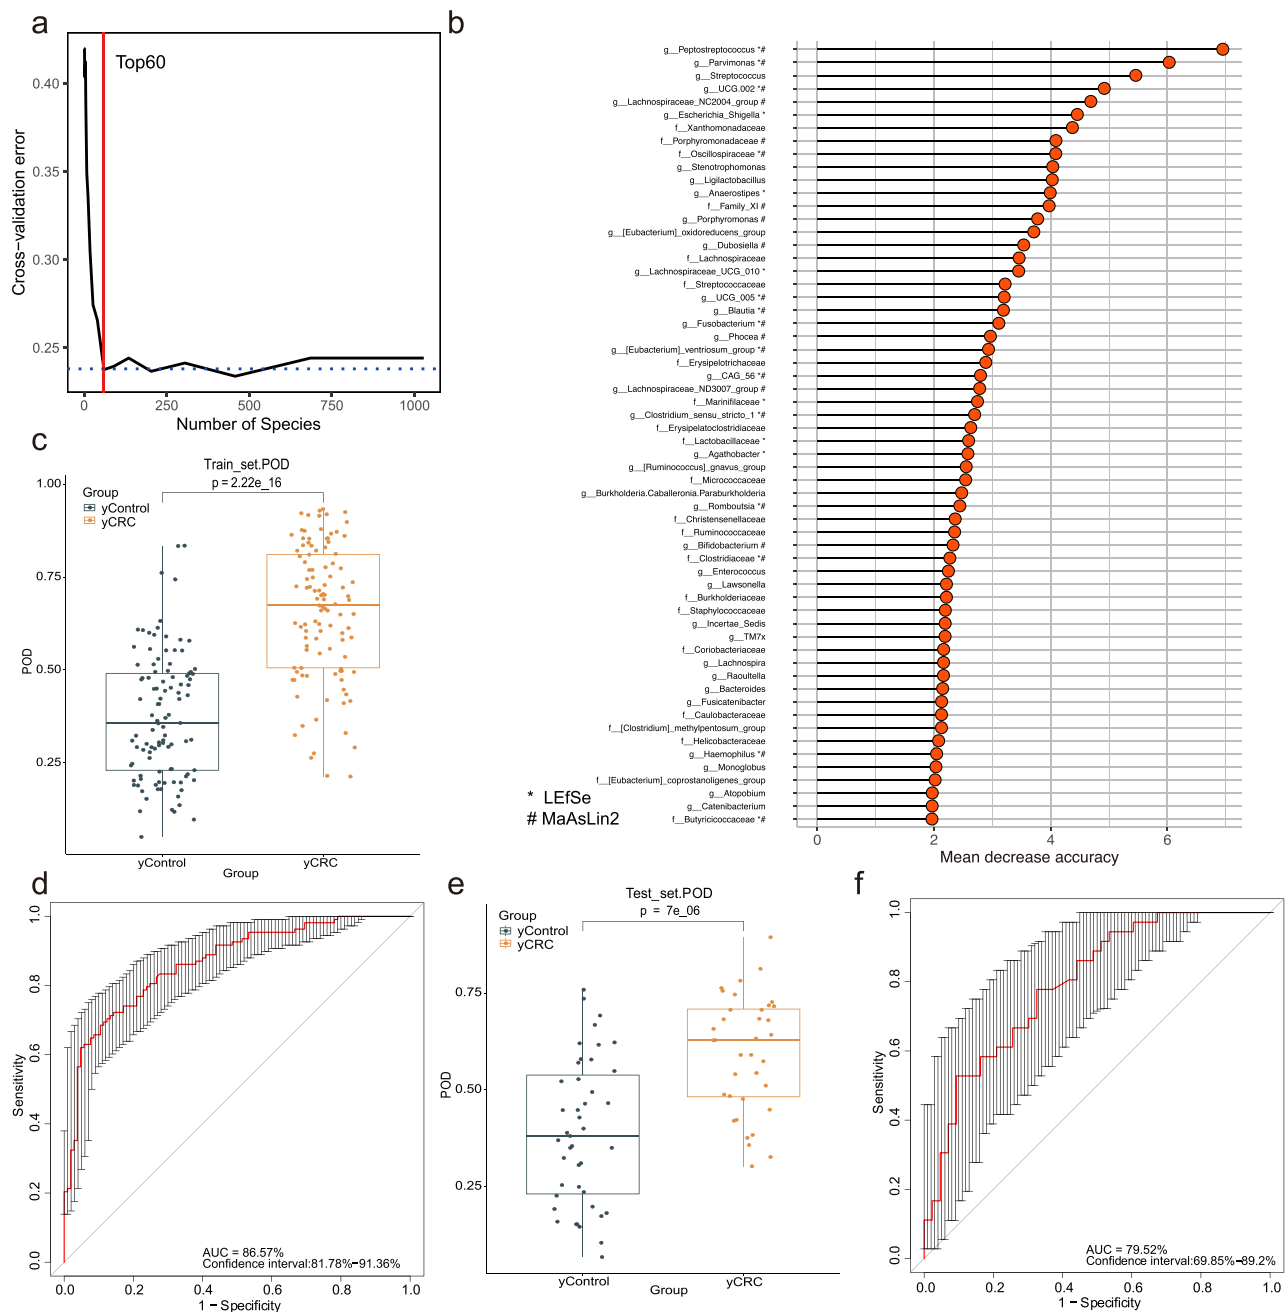 a
Top60
0.40
0.35
0.30
0.25
Cross−validation error
0
250
500
750
1000
Number of Species
b
g__Peptostreptococcus *#
g__Parvimonas *#
g__Streptococcus
g__UCG.002 *#
g__Lachnospiraceae_NC2004_group #
g__Escherichia_Shigella *
f__Xanthomonadaceae
f__Porphyromonadaceae #
f__Oscillospiraceae *#
g__Stenotrophomonas
g__Ligilactobacillus
g__Anaerostipes *
f__Family_XI #
g__Porphyromonas #
g__[Eubacterium]_oxidoreducens_group
g__Dubosiella #
f__Lachnospiraceae
g__Lachnospiraceae_UCG_010 *
f__Streptococcaceae
g__UCG_005 *#
g__Blautia *#
g__Fusobacterium *#
g__Phocea #
g__[Eubacterium]_ventriosum_group *#
f__Erysipelotrichaceae
g__CAG_56 *#
g__Lachnospiraceae_ND3007_group #
f__Marinifilaceae *
g__Clostridium_sensu_stricto_1 *#
f__Erysipelatoclostridiaceae
f__Lactobacillaceae *
g__Agathobacter *
g__[Ruminococcus]_gnavus_group
f__Micrococcaceae
g__Burkholderia.Caballeronia.Paraburkholderia
g__Romboutsia *#
f__Christensenellaceae
f__Ruminococcaceae
g__Bifidobacterium #
f__Clostridiaceae *#
g__Enterococcus
g__Lawsonella
f__Burkholderiaceae
f__Staphylococcaceae
g__Incertae_Sedis
g__TM7x
f__Coriobacteriaceae
g__Lachnospira
g__Raoultella
g__Bacteroides
g__Fusicatenibacter
f__Caulobacteraceae
f__[Clostridium]_methylpentosum_group
f__Helicobacteraceae
g__Haemophilus *#
g__Monoglobus
f__[Eubacterium]_coprostanoligenes_group
g__Atopobium
g__Catenibacterium
f__Butyricicoccaceae *#
* LEfSe
# MaAsLin2
0
2
4
6
Mean decrease accuracy
c
Train_set.POD
p = 2.22e_16
Group
yControl
yCRC
1.00
0.75
0.50
0.25
POD
yControl
yCRC
Group
d
1.0
0.8
0.6
0.4
0.2
0.0
Sensitivity
AUC = 86.57%
Confidence interval:81.78%−91.36%
0.0
0.2
0.4
0.6
0.8
1.0
1 − Specificity
e
Test_set.POD
p = 7e_06
Group
yControl
yCRC
0.75
0.50
0.25
POD
yControl
yCRC
Group
f
1.0
0.8
0.6
0.4
0.2
0.0
Sensitivity
AUC = 79.52%
Confidence interval:69.85%−89.2%
0.0
0.2
0.4
0.6
0.8
1.0
1 − Specificity